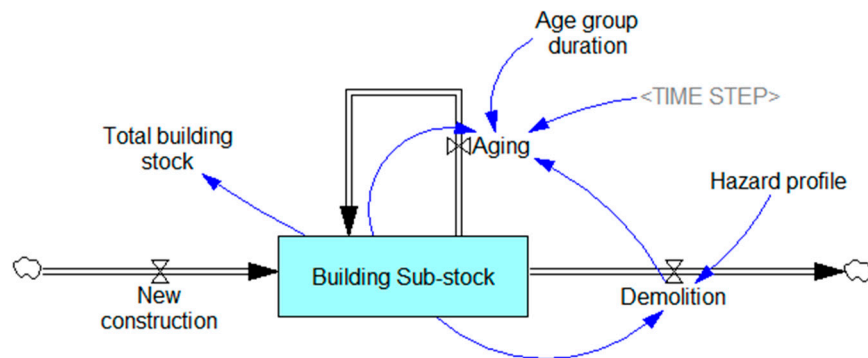 Age group
duration
<TIME STEP>
Total building
stock
Aging
Hazard profile
Building Sub-stock
New
construction
Demolition